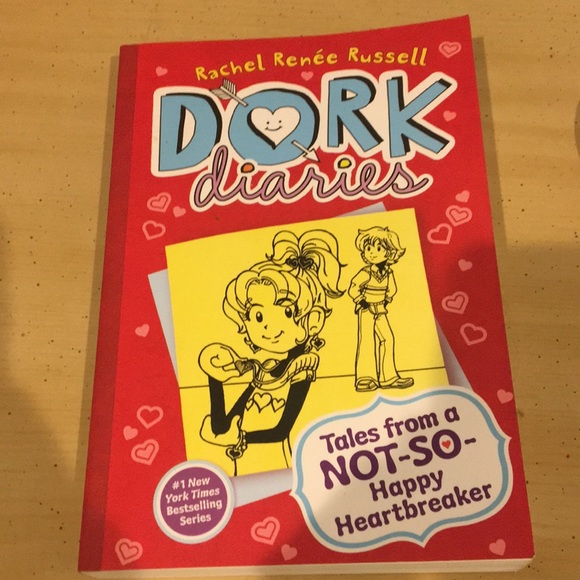 Rachel Renée Russell
DORK
diaries
Tales from a
NOT-SO-
Happy
Heartbreaker
#1 New
York Times
Bestselling
Series